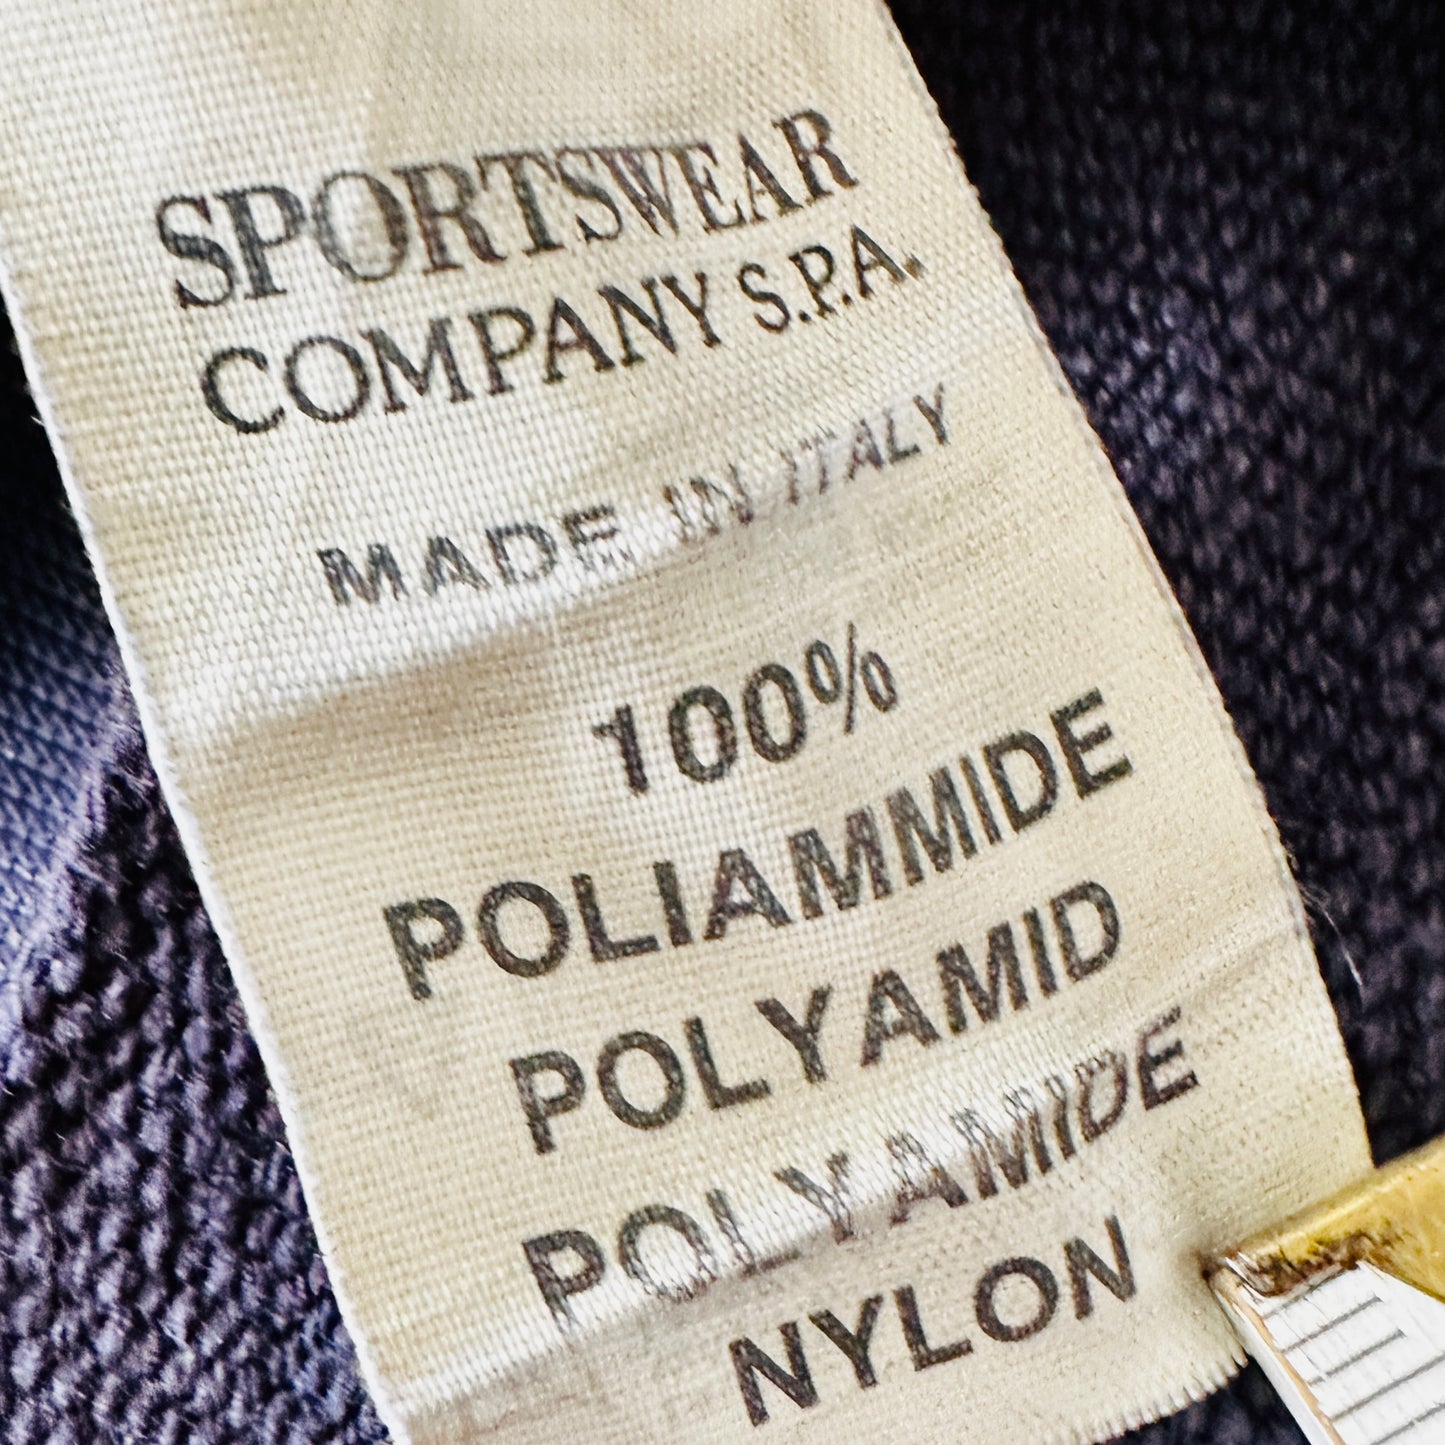 SPORTSWEAR
COMPANY S.P.A.
MADE IN ITALY
100%
POLIAMMIDE
POLYAMID
POLYAMIDE
NYLON